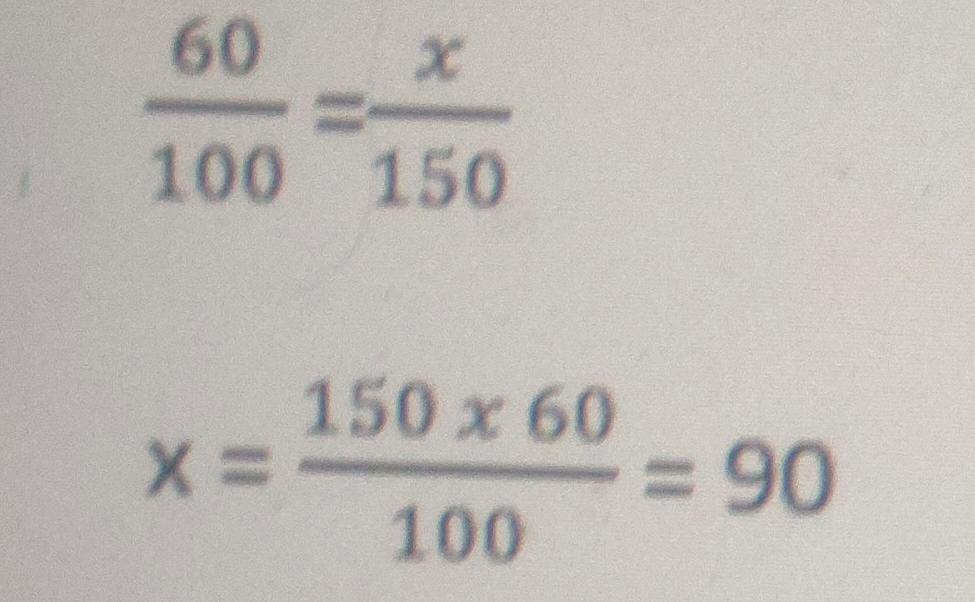 60/100 = x/150
x = 150 x 60/100 = 90